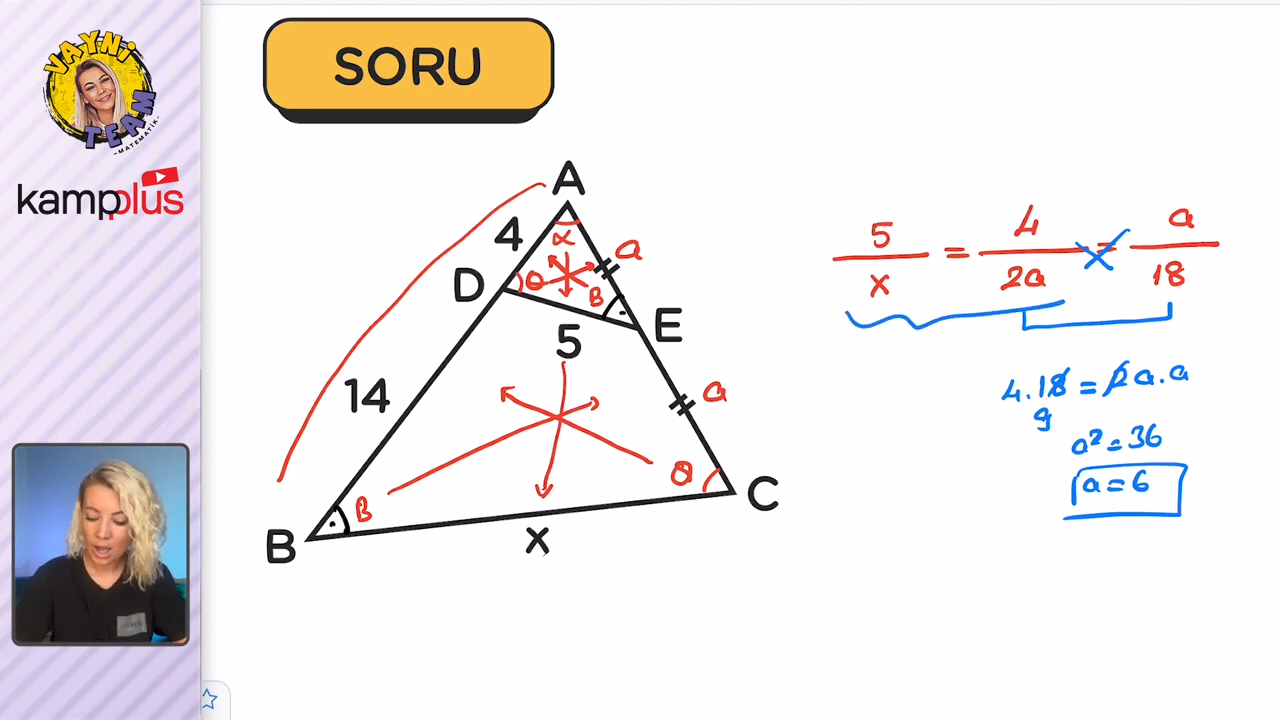 VAYNİ
TEAM
-MATEMATİK-
kampplus
SORU
A
4
α
a
D
θ
B
E
5
14
a
B
θ
C
B
x
5/x = 4/2a = a/18
4.18 = 2a.a
9
a² = 36
a = 6